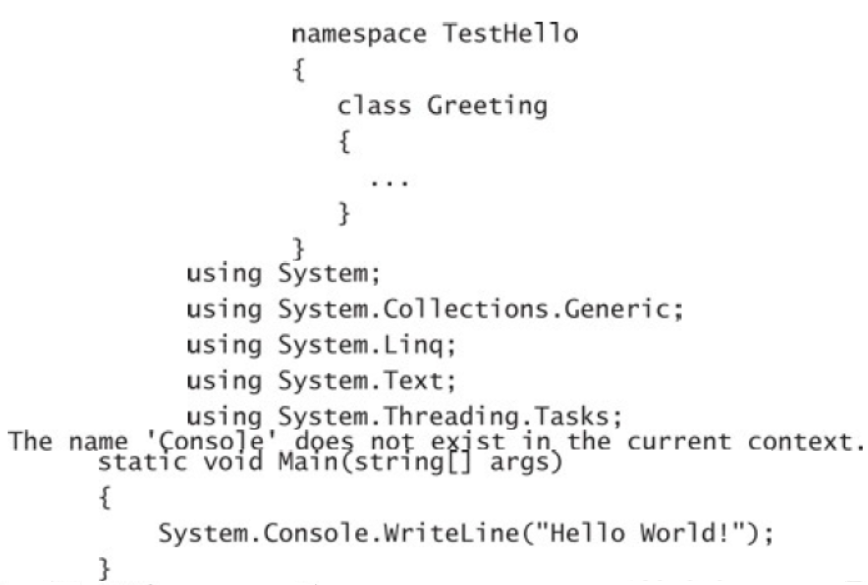 namespace TestHello
{
class Greeting
{
...
}
}
using System;
using System.Collections.Generic;
using System.Linq;
using System.Text;
using System.Threading.Tasks;
The name 'Console' does not exist in the current context.
static void Main(string[] args)
{
System.Console.WriteLine("Hello World!");
}